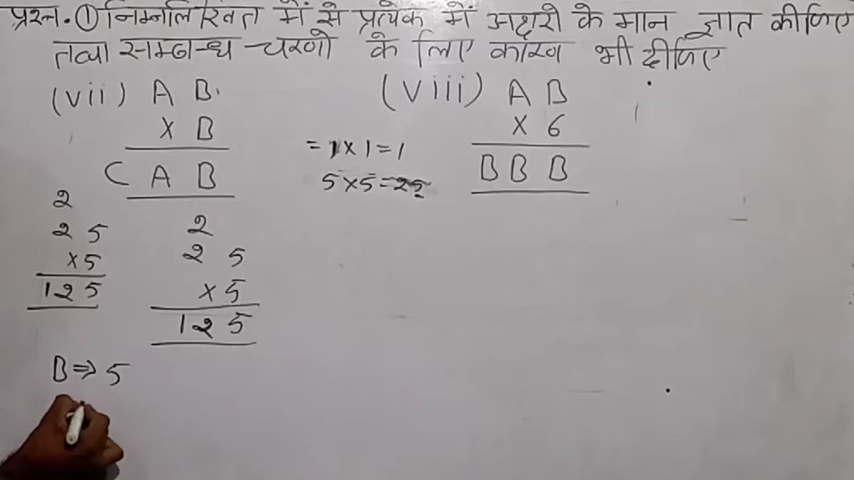 प्रश्न. ① निम्नलिखित में से प्रत्येक में अक्षरो के मान ज्ञात कीजिए
तथा सम्बन्ध चरणो के लिए कारण भी दीजिए
(vii) A B
× B
C A B
2
2 5
×5
1 2 5
2
2 5
×5
1 2 5
B ⇒ 5
= 1 × 1 = 1
5 × 5 = 25
(viii) A B
× 6
B B B